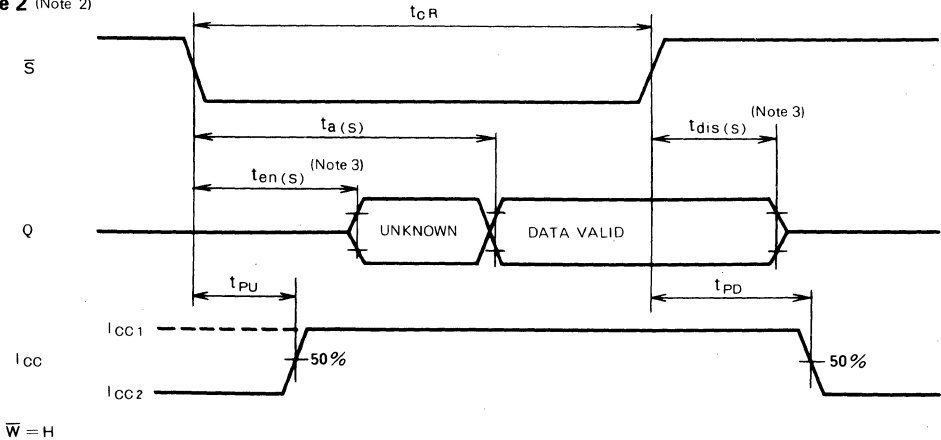 e 2 (Note 2)
tCR
S̅
ta(S)
tdis(S) (Note 3)
ten(S) (Note 3)
Q
UNKNOWN
DATA VALID
tPU
tPD
ICC1
ICC
50%
50%
ICC2
W̅ = H